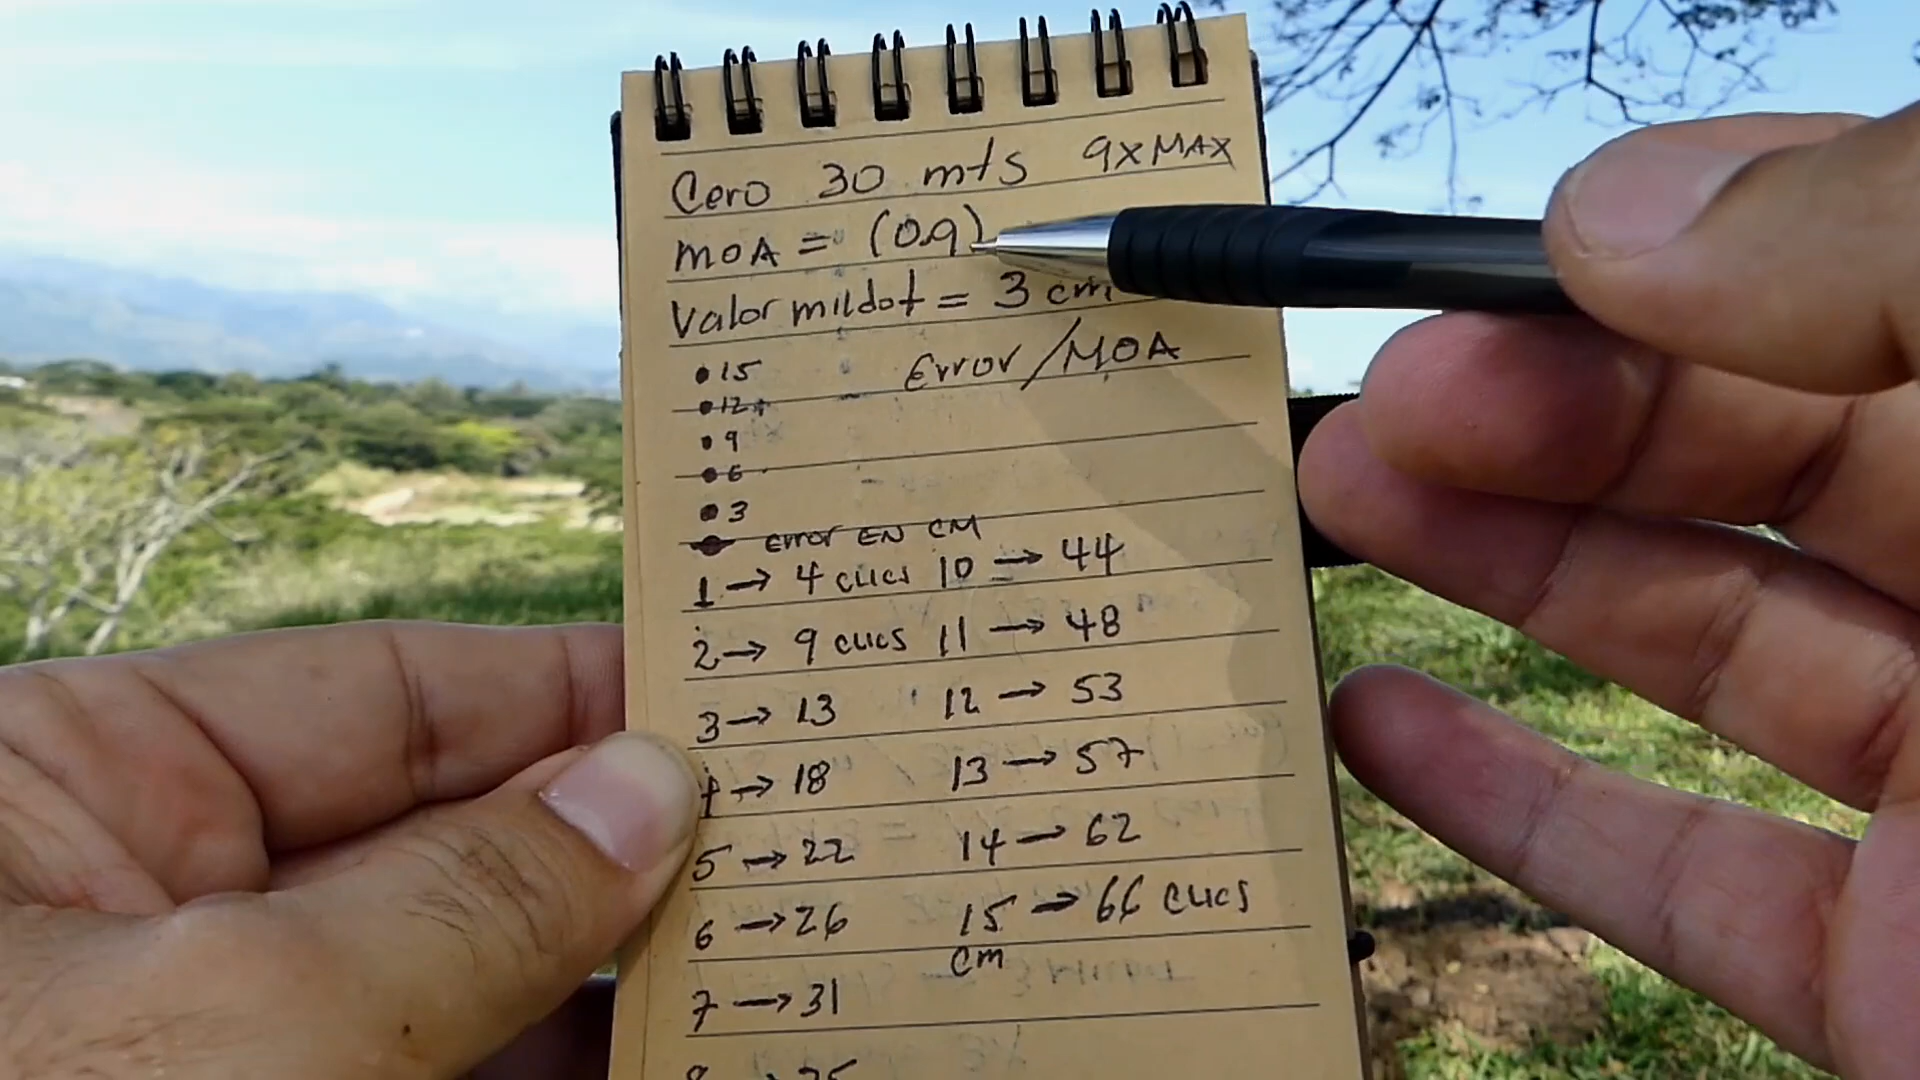 Cero 30 mts 9x MAX
MOA = (0.9)
Valor mildot = 3 cm
• 15 Error/MOA
• 12
• 9
• 6
• 3
Error EN CM
1 → 4 clics 10 → 44
2 → 9 clics 11 → 48
3 → 13 12 → 53
→ 18 13 → 57
5 → 22 14 → 62
6 → 26 15 → 66 clics
cm
7 → 31